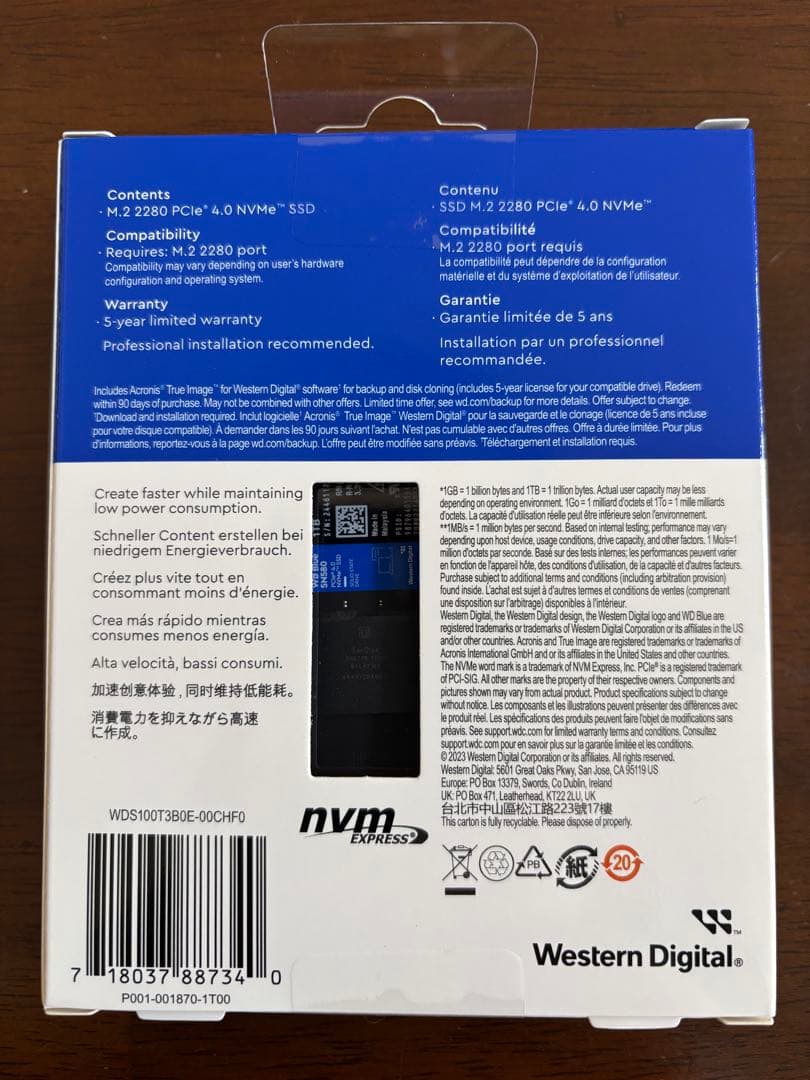 Contents
· M.2 2280 PCIe® 4.0 NVMe™ SSD
Compatibility
· Requires: M.2 2280 port
Compatibility may vary depending on user's hardware
configuration and operating system.
Warranty
· 5-year limited warranty
Professional installation recommended.
Contenu
· SSD M.2 2280 PCIe® 4.0 NVMe™
Compatibilité
· M.2 2280 port requis
La compatibilité peut dépendre de la configuration
matérielle et du système d'exploitation de l'utilisateur.
Garantie
· Garantie limitée de 5 ans
Installation par un professionnel
recommandée.
Includes Acronis® True Image™ for Western Digital® software¹ for backup and disk cloning (includes 5-year license for your compatible drive). Redeem
within 90 days of purchase. May not be combined with other offers. Limited time offer, see wd.com/backup for more details. Offer subject to change.
¹Download and installation required. Inclut logicielle¹ Acronis® True Image™ Western Digital® pour la sauvegarde et le clonage (licence de 5 ans incluse
pour votre disque compatible). A demander dans les 90 jours suivant l'achat. N'est pas cumulable avec d'autres offres. Offre à durée limitée. Pour plus
d'informations, reportez-vous à la page wd.com/backup. L'offre peut être modifiée sans préavis. ¹Téléchargement et installation requis.
Create faster while maintaining
low power consumption.
Schneller Content erstellen bei
niedrigem Energieverbrauch.
Créez plus vite tout en
consommant moins d'énergie.
Crea más rápido mientras
consumes menos energía.
Alta velocità, bassi consumi.
加速创意体验，同时维持低能耗。
消費電力を抑えながら高速
に作成。
1TB
Made in
Malaysia
WD Blue
SN580
PCIe® 4.0
NVMe™ SSD
SOLID STATE
DRIVE
Western Digital
SanDisk
*1GB = 1 billion bytes and 1TB = 1 trillion bytes. Actual user capacity may be less
depending on operating environment. 1Go = 1 milliard d'octets et 1To = 1 mille milliards
d'octets. La capacité d'utilisation réelle peut être inférieure selon l'environnement.
**1MB/s = 1 million bytes per second. Based on internal testing; performance may vary
depending upon host device, usage conditions, drive capacity, and other factors. 1 Mo/s=1
million d'octets par seconde. Basé sur des tests internes; les performances peuvent varier
en fonction de l'appareil hôte, des conditions d'utilisation, de la capacité et d'autres facteurs.
Purchase subject to additional terms and conditions (including arbitration provision)
found inside. L'achat est sujet à d'autres termes et conditions de ventes (comprenant
une disposition sur l'arbitrage) disponibles à l'intérieur.
Western Digital, the Western Digital design, the Western Digital logo and WD Blue are
registered trademarks or trademarks of Western Digital Corporation or its affiliates in the US
and/or other countries. Acronis and True Image are registered trademarks or trademarks of
Acronis International GmbH and or its affiliates in the United States and other countries.
The NVMe word mark is a trademark of NVM Express, Inc. PCIe® is a registered trademark
of PCI-SIG. All other marks are the property of their respective owners. Components and
pictures shown may vary from actual product. Product specifications subject to change
without notice. Les composants et les illustrations peuvent présenter des différences avec
le produit réel. Les spécifications des produits peuvent faire l'objet de modifications sans
préavis. See support.wdc.com for limited warranty terms and conditions. Consultez
support.wdc.com pour en savoir plus sur la garantie limitée et les conditions.
© 2023 Western Digital Corporation or its affiliates. All rights reserved.
Western Digital: 5601 Great Oaks Pkwy, San Jose, CA 95119 US
Europe: PO Box 13379, Swords, Co Dublin, Ireland
UK: PO Box 471, Leatherhead, KT22 2LU, UK
台北市中山區松江路223號17樓
This carton is fully recyclable. Please dispose of properly.
WDS100T3B0E-00CHF0
nvm
EXPRESS®
PB
紙
20
7 18037 88734 0
P001-001870-1T00
Western Digital®